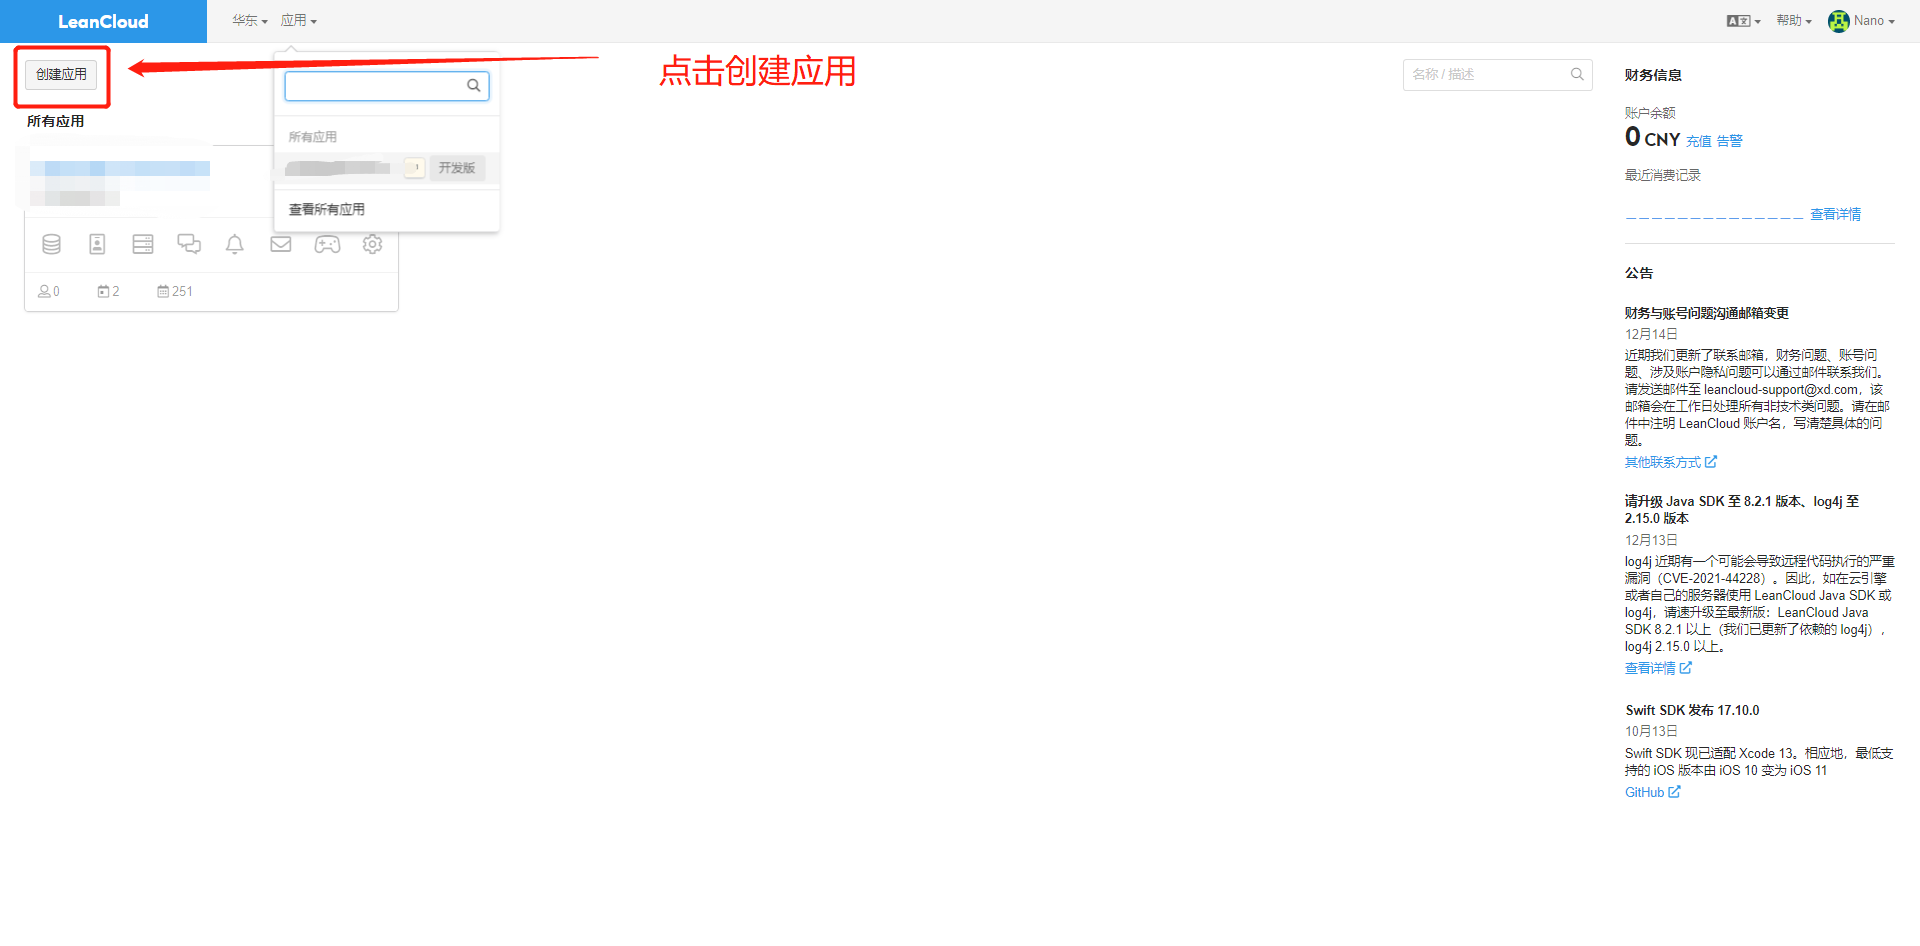 LeanCloud
华东
应用
帮助
Nano
创建应用
点击创建应用
名称 / 描述
所有应用
所有应用
开发版
查看所有应用
0
2
251
财务信息
账户余额
0 CNY 充值 告警
最近消费记录
查看详情
公告
财务与账号问题沟通邮箱变更
12月14日
近期我们更新了联系邮箱，财务问题、账号问
题、涉及账户隐私问题可以通过邮件联系我们。
请发送邮件至 leancloud-support@xd.com，该
邮箱会在工作日处理所有非技术类问题。请在邮
件中注明 LeanCloud 账户名，写清楚具体的问
题。
其他联系方式
请升级 Java SDK 至 8.2.1 版本、log4j 至
2.15.0 版本
12月13日
log4j 近期有一个可能会导致远程代码执行的严重
漏洞（CVE-2021-44228）。因此，如在云引擎
或者自己的服务器使用 LeanCloud Java SDK 或
log4j，请速升级至最新版：LeanCloud Java
SDK 8.2.1 以上（我们已更新了依赖的 log4j），
log4j 2.15.0 以上。
查看详情
Swift SDK 发布 17.10.0
10月13日
Swift SDK 现已适配 Xcode 13。相应地，最低支
持的 iOS 版本由 iOS 10 变为 iOS 11
GitHub